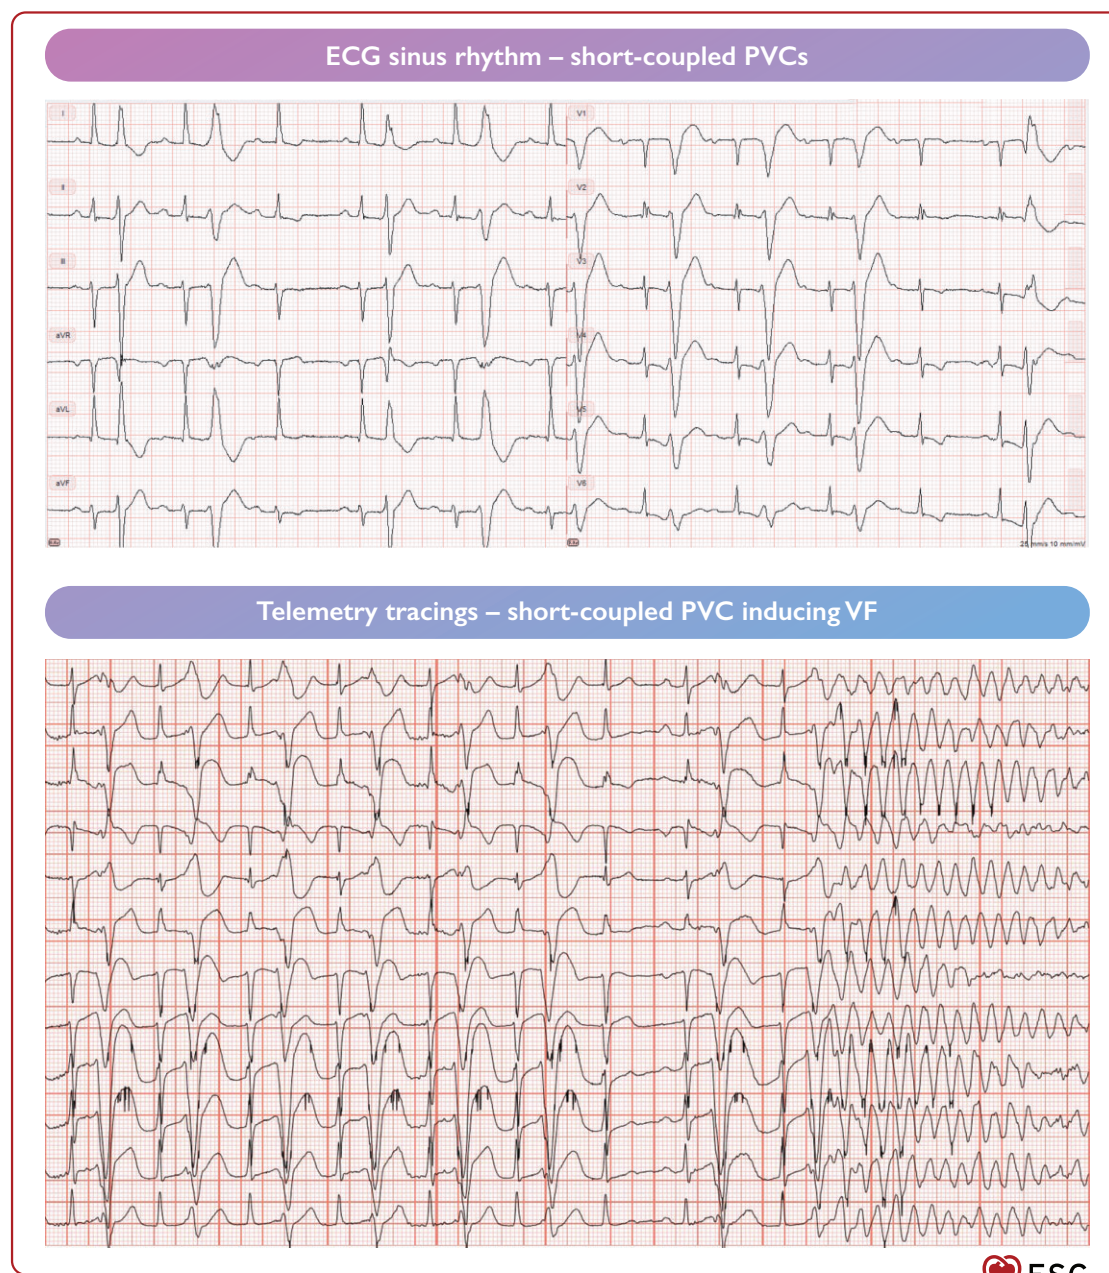 ECG sinus rhythm – short-coupled PVCs
I
V1
II
V2
III
V3
aVR
V4
aVL
V5
aVF
V6
25 mm/s 10 mm/mV
Telemetry tracings – short-coupled PVC inducing VF
ESC